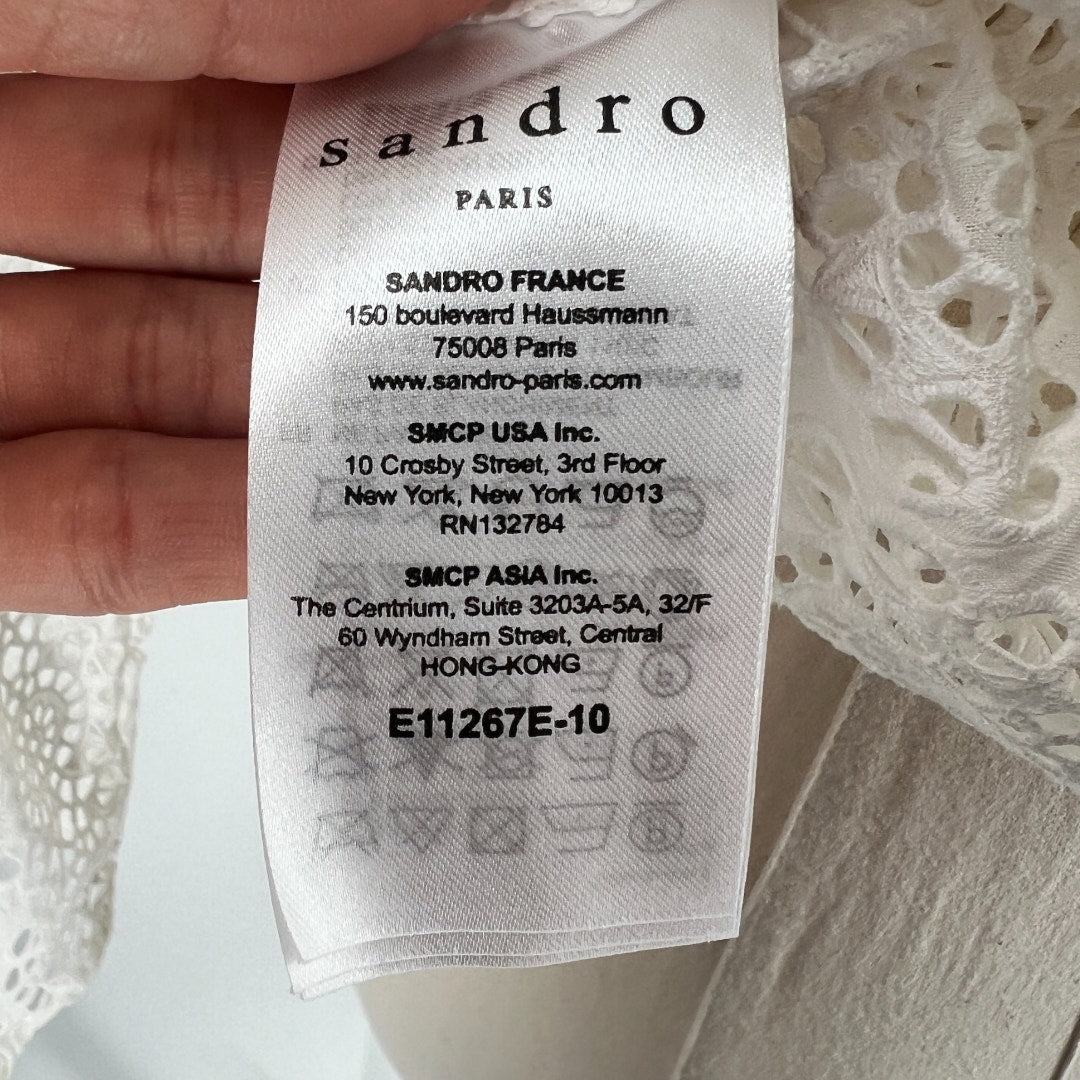 sandro
PARIS
SANDRO FRANCE
150 boulevard Haussmann
75008 Paris
www.sandro-paris.com
SMCP USA Inc.
10 Crosby Street, 3rd Floor
New York, New York 10013
RN132784
SMCP ASIA Inc.
The Centrium, Suite 3203A-5A, 32/F
60 Wyndham Street, Central
HONG-KONG
E11267E-10